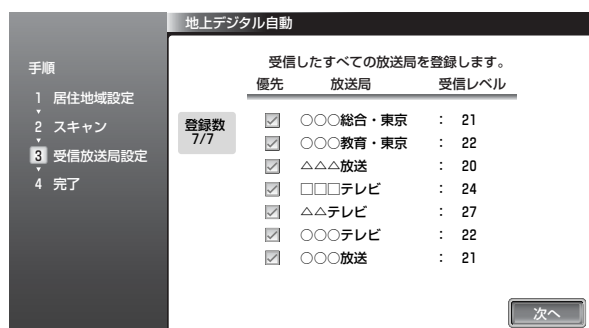 地上デジタル自動
手順
1 居住地域設定
2 スキャン
3 受信放送局設定
4 完了
受信したすべての放送局を登録します。
優先 放送局 受信レベル
登録数
7/7
○○○総合・東京 : 21
○○○教育・東京 : 22
△△△放送 : 20
□□□テレビ : 24
△△テレビ : 27
○○○テレビ : 22
○○○放送 : 21
次へ